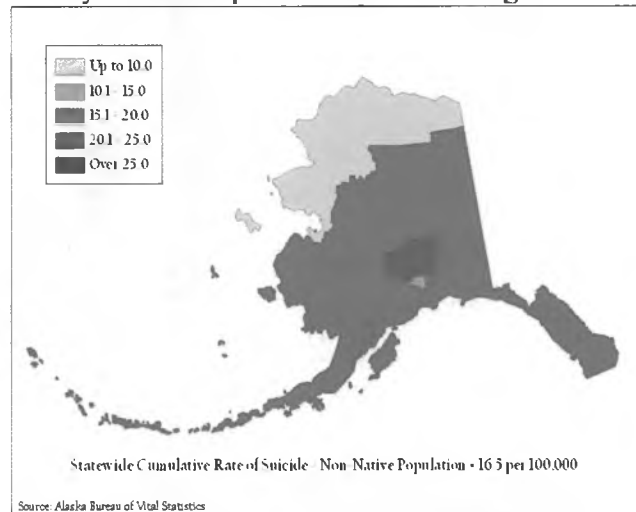 Up to 10.0
10.1 - 15.0
15.1 - 20.0
20.1 - 25.0
Over 25.0
Statewide Cumulative Rate of Suicide - Non-Native Population - 16.5 per 100,000
Source: Alaska Bureau of Vital Statistics